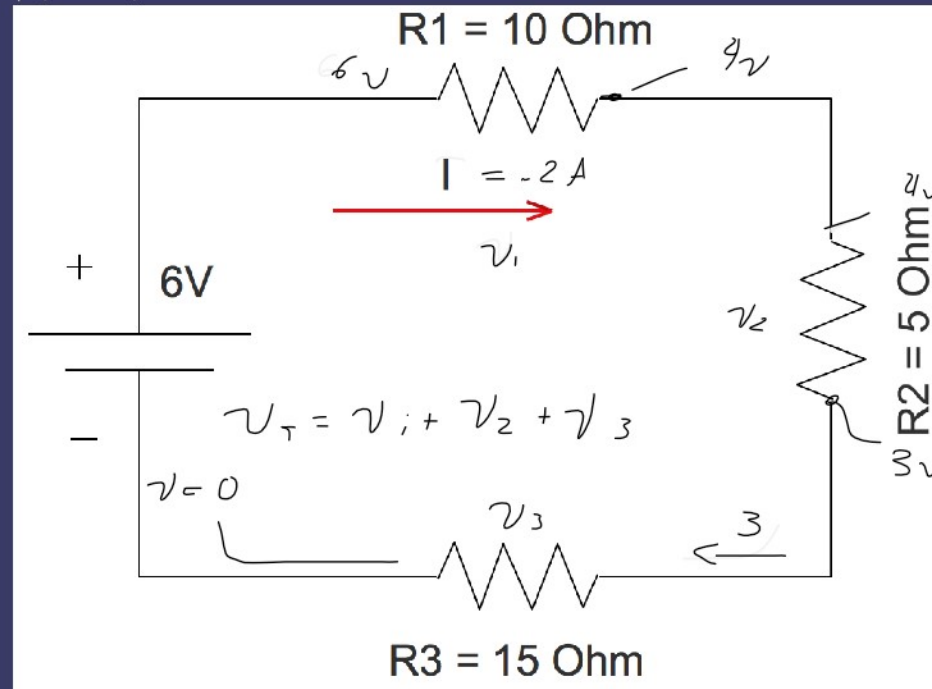 R1 = 10 Ohm
6V
4V
I = -2A
V1
+
6V
4V
V2
R2 = 5 Ohm
VT = V1 + V2 + V3
−
3V
V=0
V3
3
R3 = 15 Ohm